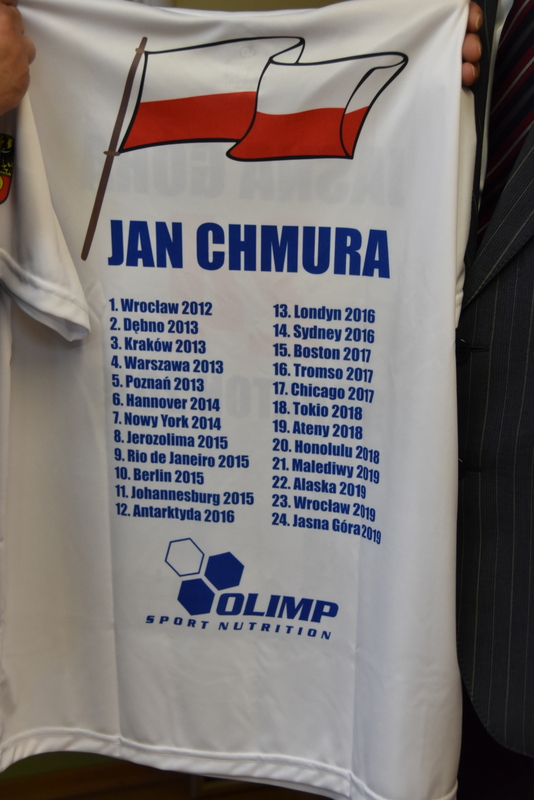 JAN CHMURA
1. Wrocław 2012
2. Dębno 2013
3. Kraków 2013
4. Warszawa 2013
5. Poznań 2013
6. Hannover 2014
7. Nowy York 2014
8. Jerozolima 2015
9. Rio de Janeiro 2015
10. Berlin 2015
11. Johannesburg 2015
12. Antarktyda 2016
13. Londyn 2016
14. Sydney 2016
15. Boston 2017
16. Tromso 2017
17. Chicago 2017
18. Tokio 2018
19. Ateny 2018
20. Honolulu 2018
21. Malediwy 2019
22. Alaska 2019
23. Wrocław 2019
24. Jasna Góra 2019
OLIMP
SPORT NUTRITION